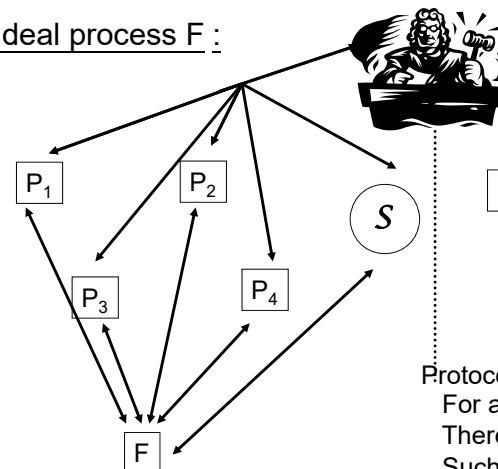 deal process F :
P₁
P₂
S
P₃
P₄
Protoco
For a
There
Such
F